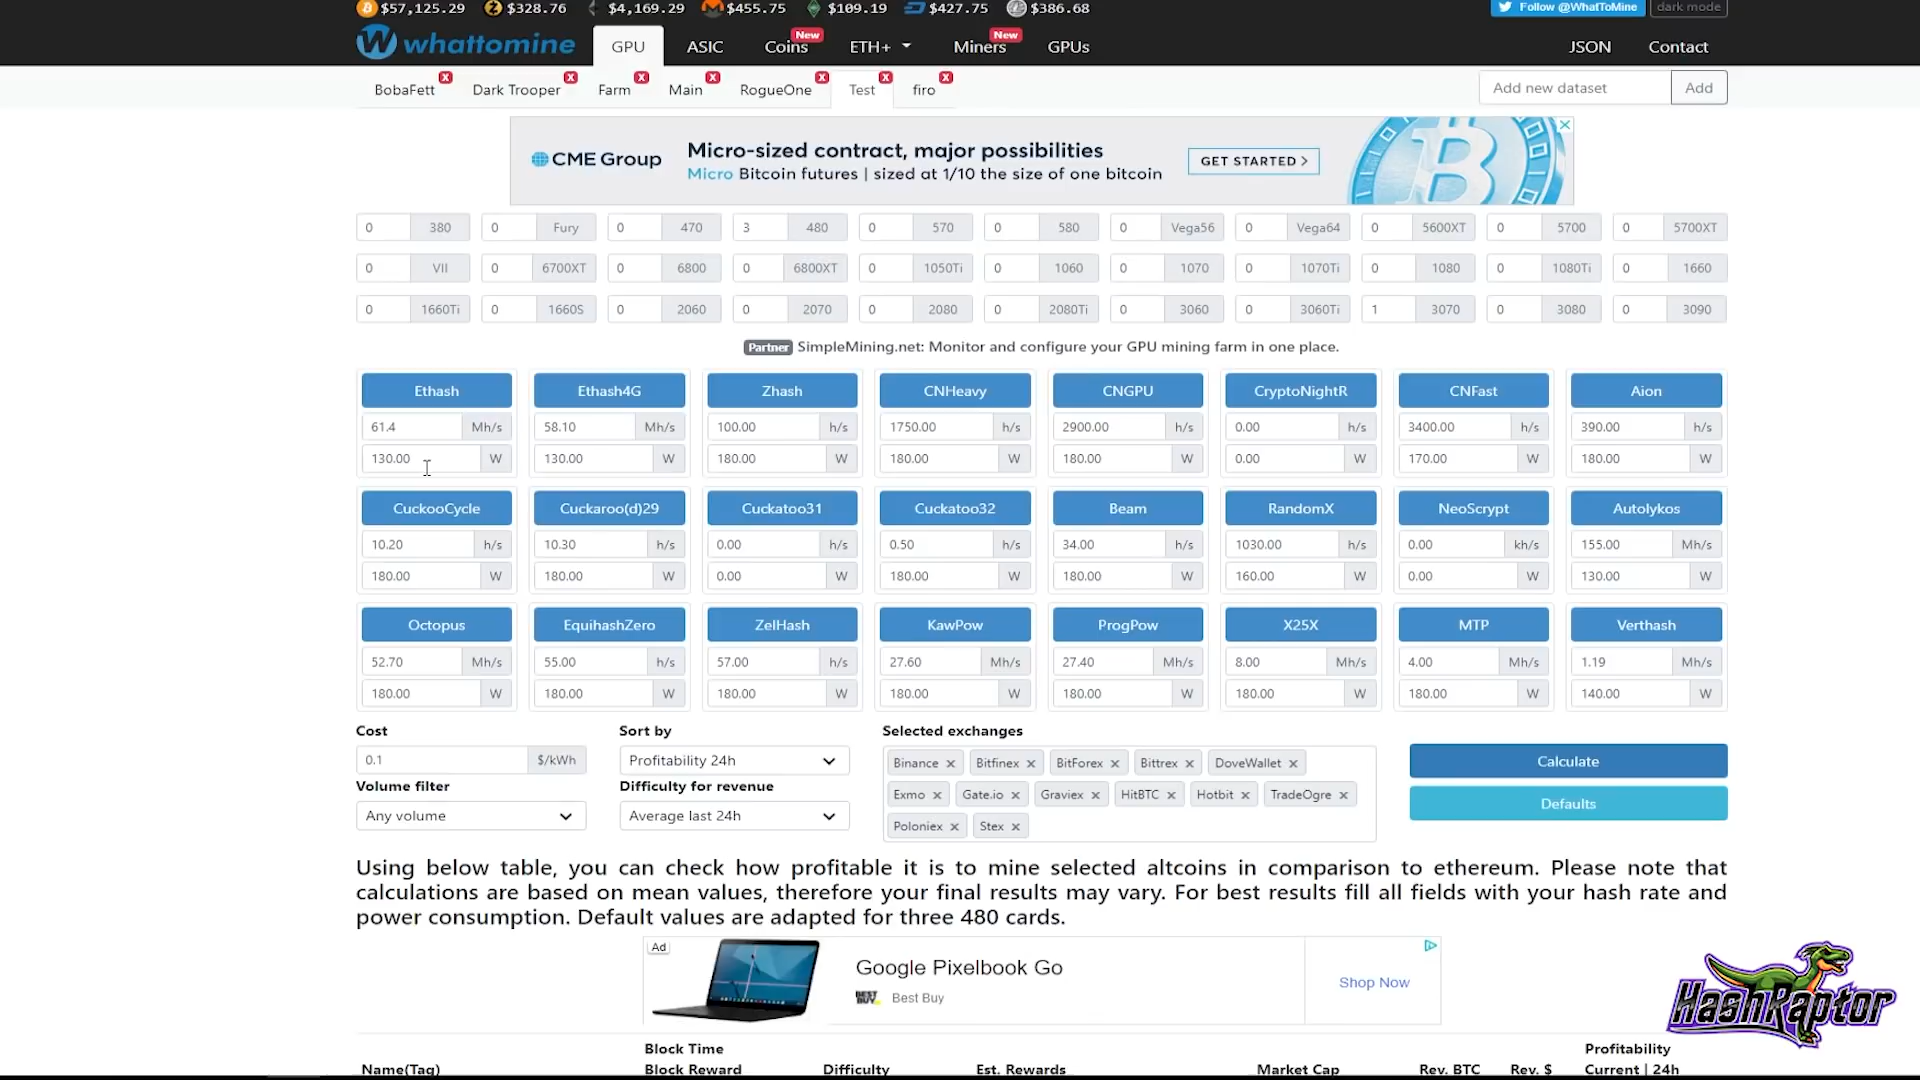 $57,125.29 $328.76 $4,169.29 $455.75 $109.19 $427.75 $386.68 Follow @WhatToMine dark mode
whattomine GPU ASIC Coins New ETH+ Miners New GPUs JSON Contact
BobaFett x Dark Trooper x Farm x Main x RogueOne x Test x firo x Add new dataset Add
CME Group Micro-sized contract, major possibilities GET STARTED >
Micro Bitcoin futures | sized at 1/10 the size of one bitcoin
0 380 0 Fury 0 470 3 480 0 570 0 580 0 Vega56 0 Vega64 0 5600XT 0 5700 0 5700XT
0 VII 0 6700XT 0 6800 0 6800XT 0 1050Ti 0 1060 0 1070 0 1070Ti 0 1080 0 1080Ti 0 1660
0 1660Ti 0 1660S 0 2060 0 2070 0 2080 0 2080Ti 0 3060 0 3060Ti 1 3070 0 3080 0 3090
Partner SimpleMining.net: Monitor and configure your GPU mining farm in one place.
Ethash Ethash4G Zhash CNHeavy CNGPU CryptoNightR CNFast Aion
61.4 Mh/s 58.10 Mh/s 100.00 h/s 1750.00 h/s 2900.00 h/s 0.00 h/s 3400.00 h/s 390.00 h/s
130.00 W 130.00 W 180.00 W 180.00 W 180.00 W 0.00 W 170.00 W 180.00 W
CuckooCycle Cuckaroo(d)29 Cuckatoo31 Cuckatoo32 Beam RandomX NeoScrypt Autolykos
10.20 h/s 10.30 h/s 0.00 h/s 0.50 h/s 34.00 h/s 1030.00 h/s 0.00 kh/s 155.00 Mh/s
180.00 W 180.00 W 0.00 W 180.00 W 180.00 W 160.00 W 0.00 W 130.00 W
Octopus EquihashZero ZelHash KawPow ProgPow X25X MTP Verthash
52.70 Mh/s 55.00 h/s 57.00 h/s 27.60 Mh/s 27.40 Mh/s 8.00 Mh/s 4.00 Mh/s 1.19 Mh/s
180.00 W 180.00 W 180.00 W 180.00 W 180.00 W 180.00 W 180.00 W 140.00 W
Cost Sort by Selected exchanges
0.1 $/kWh Profitability 24h Binance × Bitfinex × BitForex × Bittrex × DoveWallet × Calculate
Volume filter Difficulty for revenue Exmo × Gate.io × Graviex × HitBTC × Hotbit × TradeOgre × Defaults
Any volume Average last 24h Poloniex × Stex ×
Using below table, you can check how profitable it is to mine selected altcoins in comparison to ethereum. Please note that
calculations are based on mean values, therefore your final results may vary. For best results fill all fields with your hash rate and
power consumption. Default values are adapted for three 480 cards.
Ad Google Pixelbook Go Shop Now
BEST BUY Best Buy
HashRaptor
Block Time Profitability
Name(Tag) Block Reward Difficulty Est. Rewards Market Cap Rev. BTC Rev. $ Current | 24h